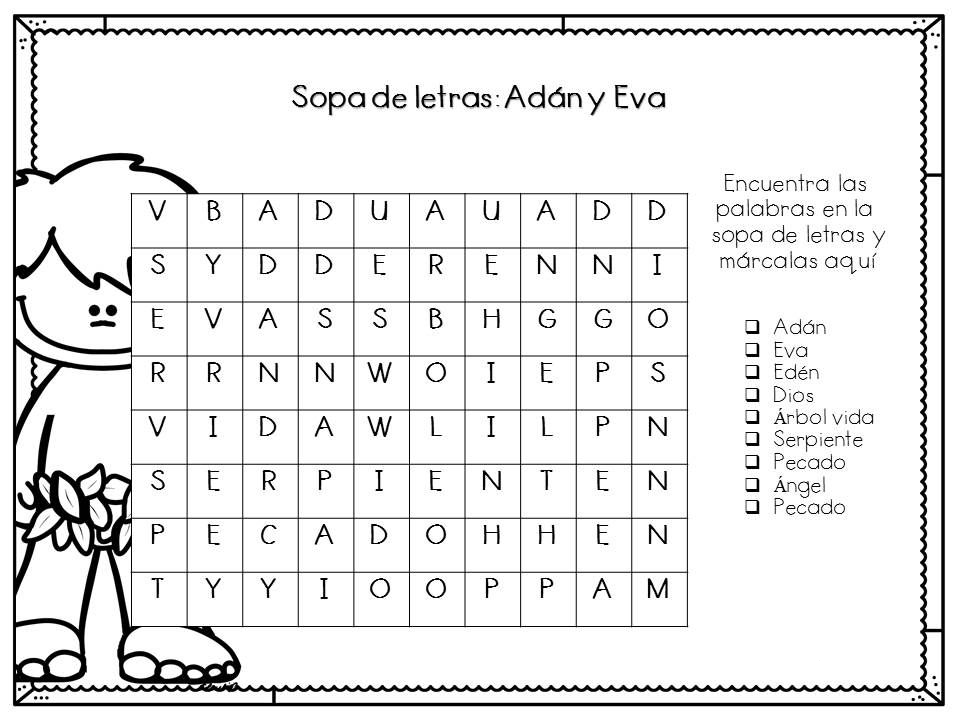 Sopa de letras: Adán y Eva
V B A D U A U A D D
S Y D D E R E N N I
E V A S S B H G G O
R R N N W O I E P S
V I D A W L I L P N
S E R P I E N T E N
P E C A D O H H E N
T Y Y I O O P P A M
Encuentra las
palabras en la
sopa de letras y
márcalas aquí
Adán
Eva
Edén
Dios
Árbol vida
Serpiente
Pecado
Ángel
Pecado